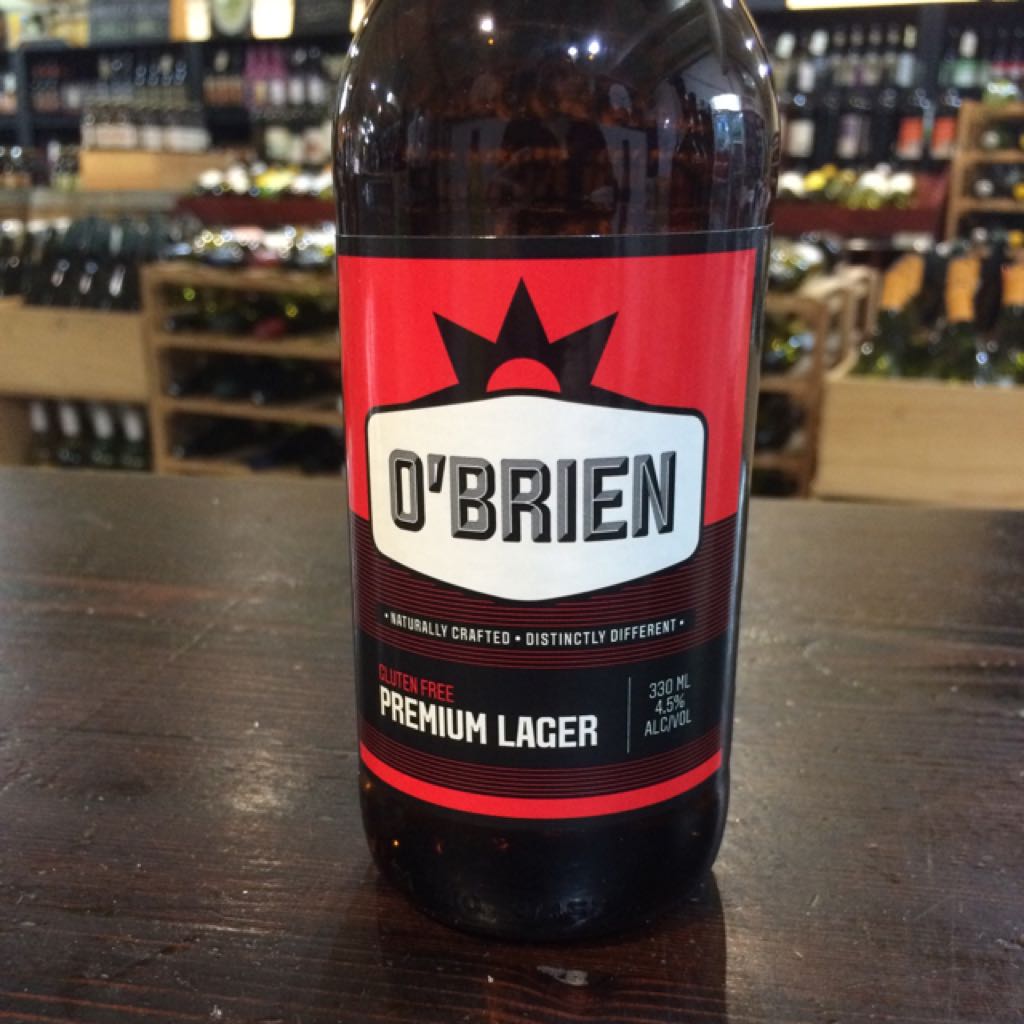 O'BRIEN
• NATURALLY CRAFTED • DISTINCTLY DIFFERENT •
GLUTEN FREE
PREMIUM LAGER
330 ML
4.5%
ALC/VOL